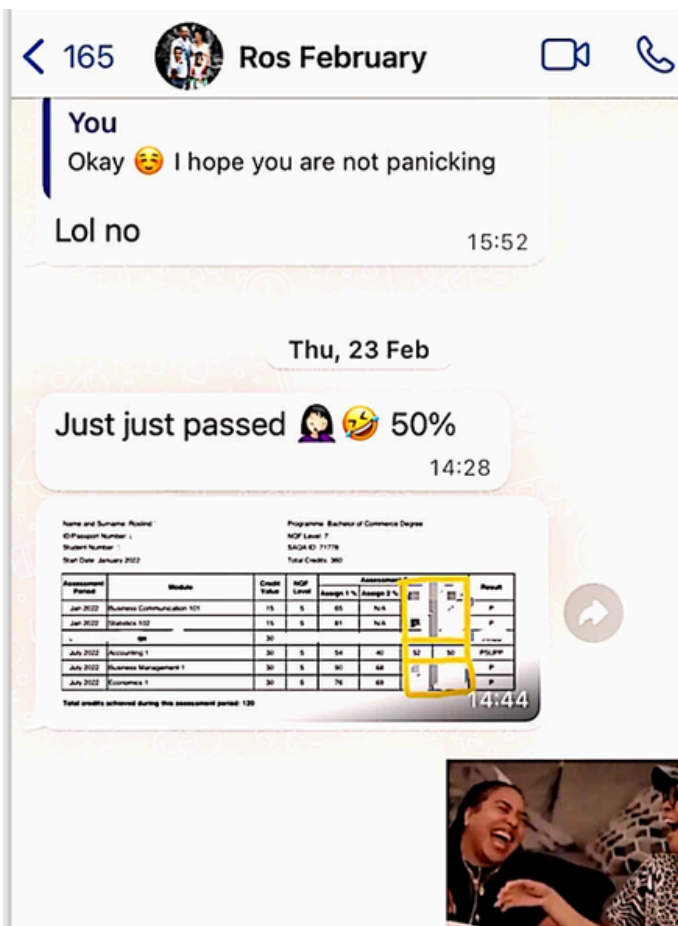 165 Ros February
You
Okay ☺️ I hope you are not panicking
Lol no
15:52
Thu, 23 Feb
Just just passed 🤦🏻‍♀️🤣 50%
14:28
Name and Surname: Roslind
Programme: Bachelor of Commerce Degree
ID/Passport Number:
NQF Level: 7
Student Number:
SAQA ID: 71778
Start Date: January 2022
Total Credits: 360
Assessment Period Module Credit Value NQF Level Assign 1 % Assign 2 % Result
Jan 2022 Business Communication 101 15 5 65 N/A P
Jan 2022 Statistics 102 15 5 81 N/A P
30
July 2022 Accounting 1 30 5 54 40 52 50 PSUPP
July 2022 Business Management 1 30 5 90 68 P
July 2022 Economics 1 30 5 76 69 P
Total credits achieved during this assessment period: 120
14:44